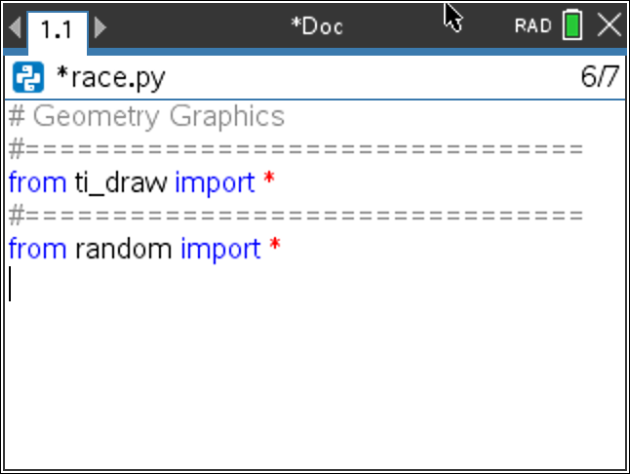 1.1 *Doc RAD
*race.py 6/7
# Geometry Graphics
#================================
from ti_draw import *
#================================
from random import *